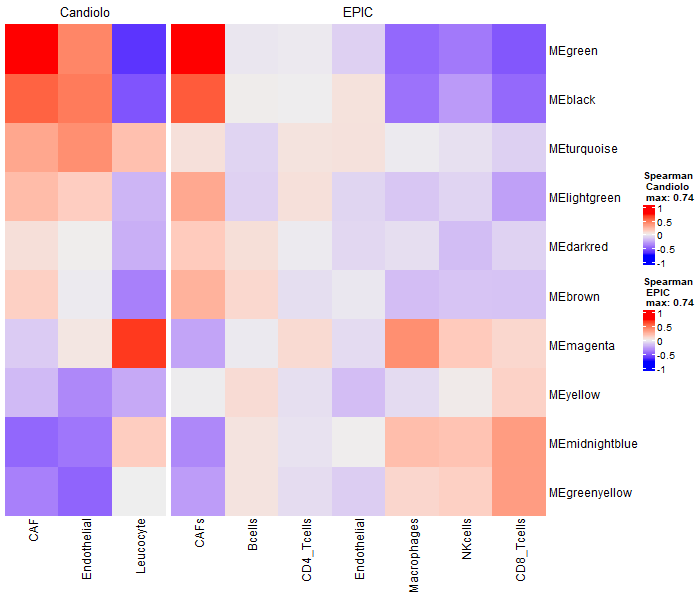 Candiolo
EPIC
MEgreen
MEblack
MEturquoise
MElightgreen
MEdarkred
MEbrown
MEmagenta
MEyellow
MEmidnightblue
MEgreenyellow
CAF
Endothelial
Leucocyte
CAFs
Bcells
CD4_Tcells
Endothelial
Macrophages
NKcells
CD8_Tcells
Spearman
Candiolo
max: 0.74
1
0.5
0
-0.5
-1
Spearman
EPIC
max: 0.74
1
0.5
0
-0.5
-1